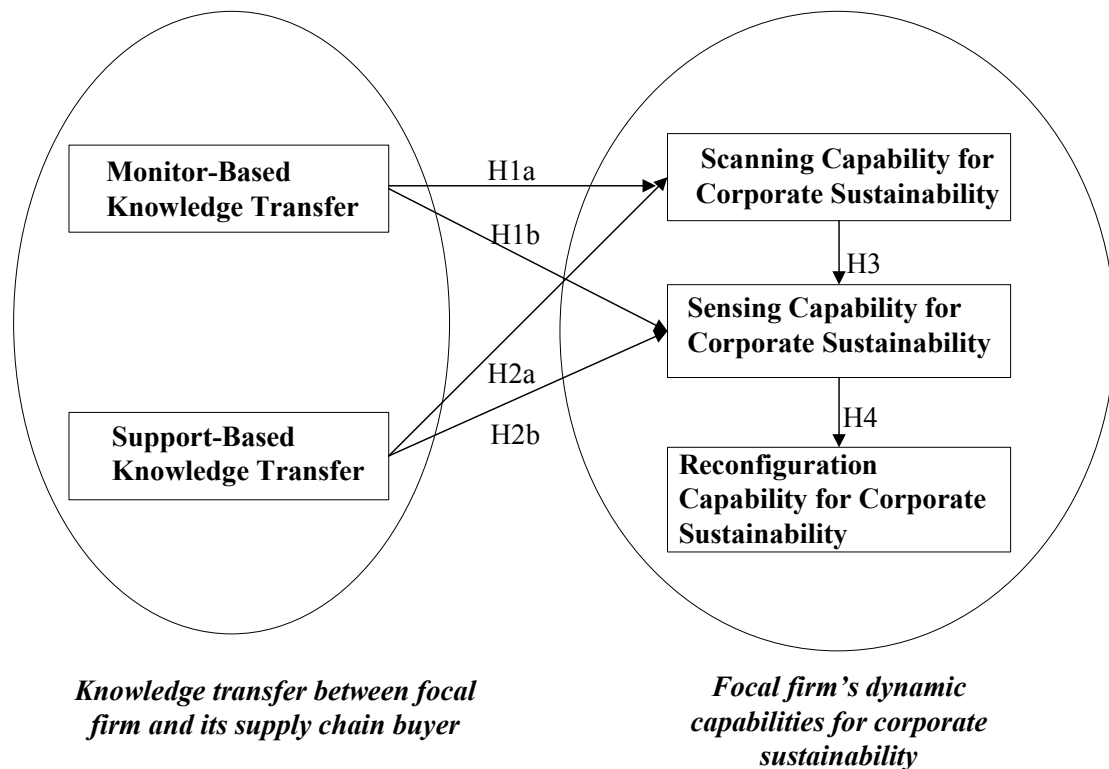 Monitor-Based
Knowledge Transfer
H1a
Scanning Capability for
Corporate Sustainability
H1b
H3
Sensing Capability for
Corporate Sustainability
H2a
Support-Based
Knowledge Transfer
H2b
H4
Reconfiguration
Capability for Corporate
Sustainability
Knowledge transfer between focal
firm and its supply chain buyer
Focal firm’s dynamic
capabilities for corporate
sustainability